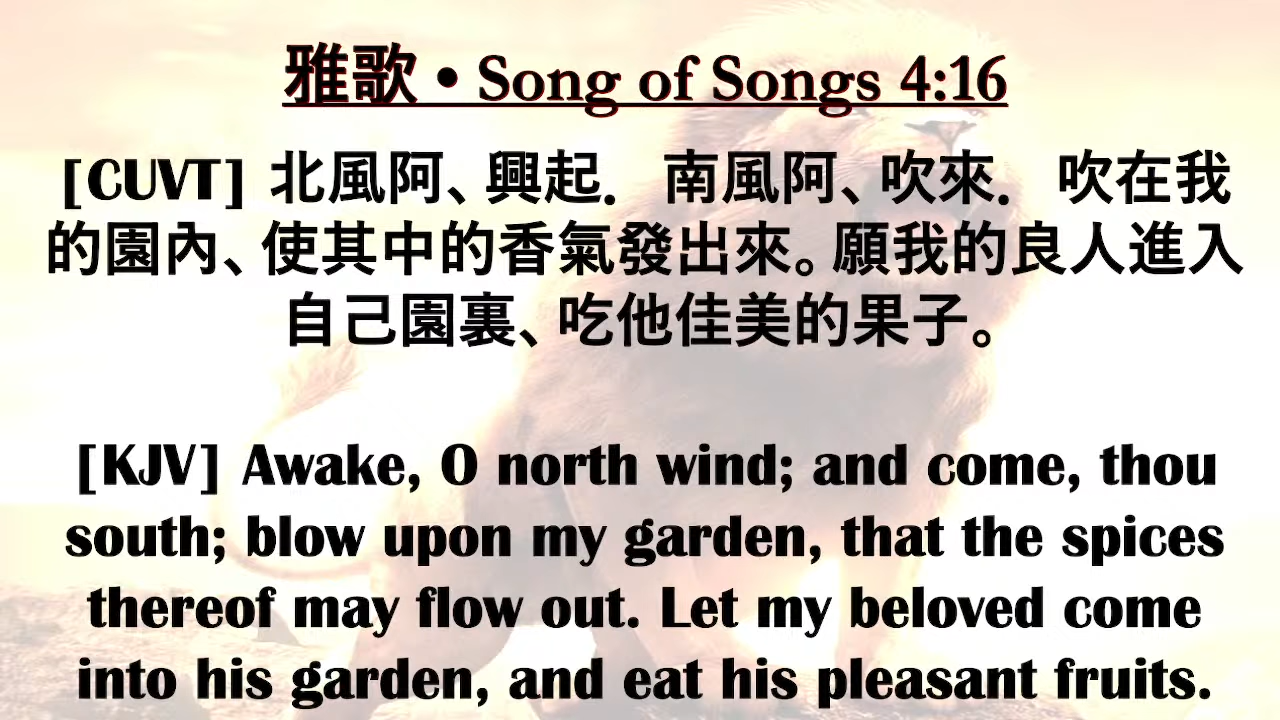 雅歌 • Song of Songs 4:16
[CUVT] 北風阿、興起． 南風阿、吹來． 吹在我
的園內、使其中的香氣發出來。願我的良人進入
自己園裏、吃他佳美的果子。
[KJV] Awake, O north wind; and come, thou
south; blow upon my garden, that the spices
thereof may flow out. Let my beloved come
into his garden, and eat his pleasant fruits.